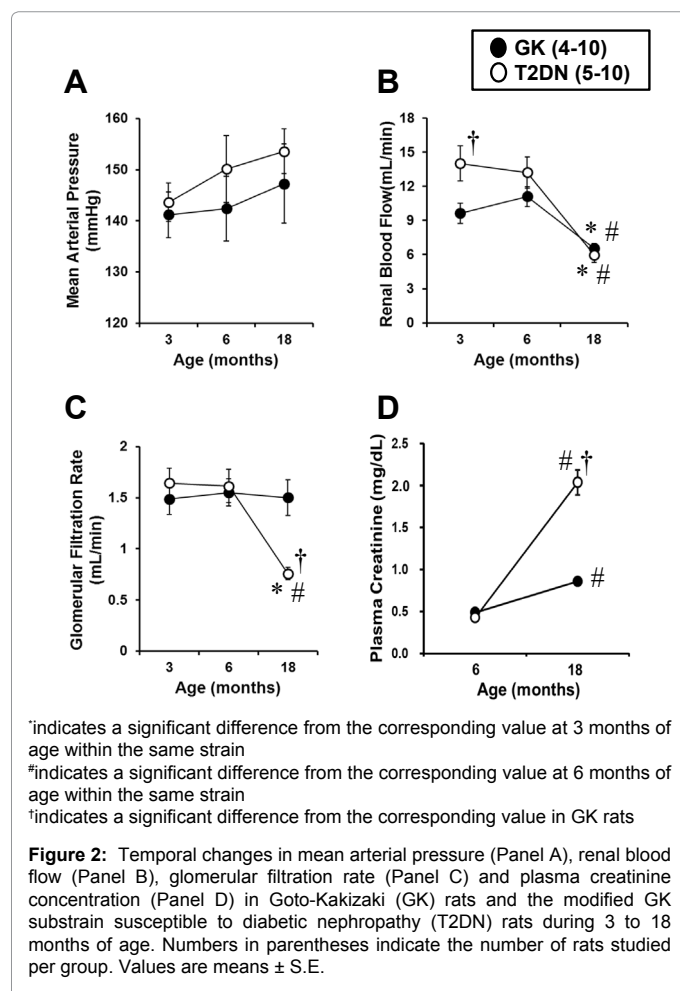 ● GK (4-10)
○ T2DN (5-10)
A
Mean Arterial Pressure
(mmHg)
160
150
140
130
120
3 6 18
Age (months)
B
Renal Blood Flow(mL/min)
18
15
12
9
6
3
0
†
* #
* #
3 6 18
Age (months)
C
Glomerular Filtration Rate
(mL/min)
2
1.5
1
0.5
0
†
* #
3 6 18
Age (months)
D
Plasma Creatinine (mg/dL)
2.5
2.0
1.5
1.0
0.5
0.0
# †
#
6 18
Age (months)
*indicates a significant difference from the corresponding value at 3 months of
age within the same strain
#indicates a significant difference from the corresponding value at 6 months of
age within the same strain
†indicates a significant difference from the corresponding value in GK rats
Figure 2: Temporal changes in mean arterial pressure (Panel A), renal blood
flow (Panel B), glomerular filtration rate (Panel C) and plasma creatinine
concentration (Panel D) in Goto-Kakizaki (GK) rats and the modified GK
substrain susceptible to diabetic nephropathy (T2DN) rats during 3 to 18
months of age. Numbers in parentheses indicate the number of rats studied
per group. Values are means ± S.E.